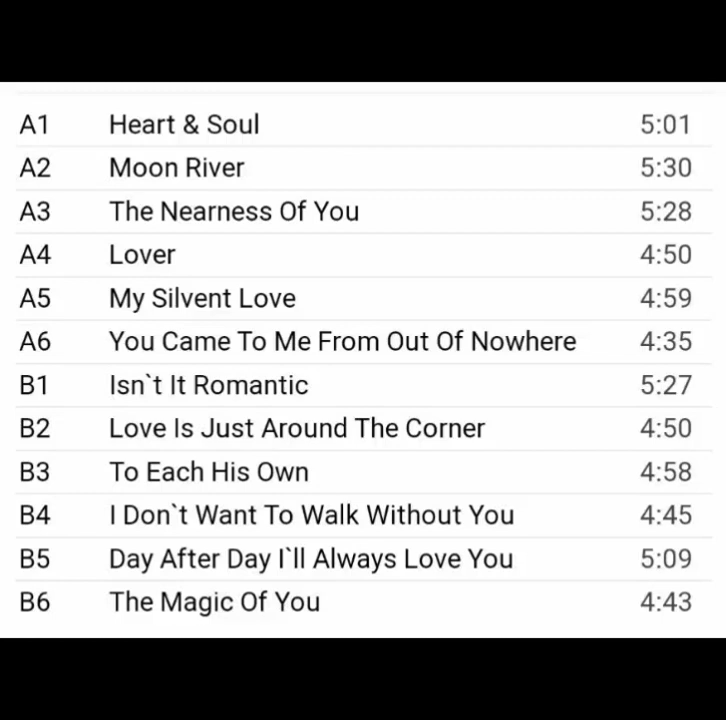 A1 Heart & Soul 5:01
A2 Moon River 5:30
A3 The Nearness Of You 5:28
A4 Lover 4:50
A5 My Silvent Love 4:59
A6 You Came To Me From Out Of Nowhere 4:35
B1 Isn`t It Romantic 5:27
B2 Love Is Just Around The Corner 4:50
B3 To Each His Own 4:58
B4 I Don`t Want To Walk Without You 4:45
B5 Day After Day I`ll Always Love You 5:09
B6 The Magic Of You 4:43